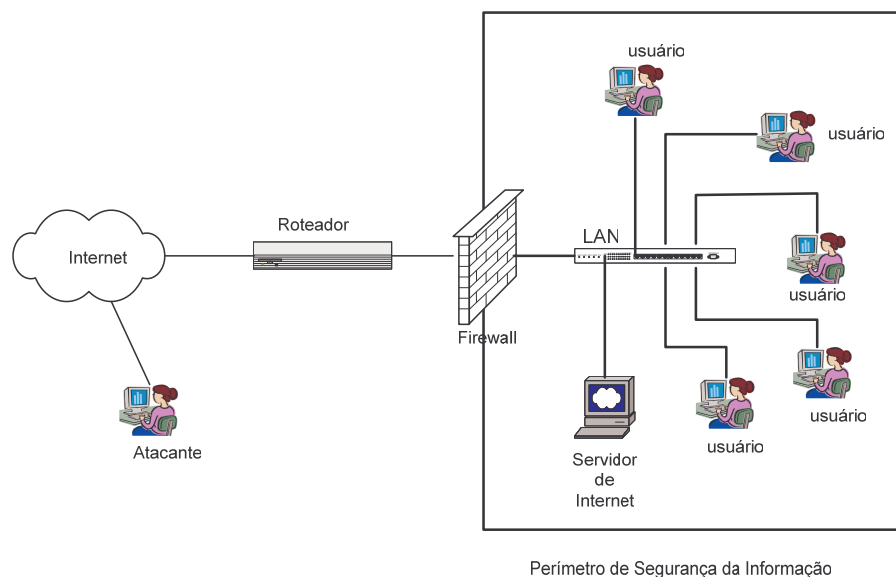 usuário
usuário
Roteador
LAN
Internet
usuário
Firewall
usuário
usuário
Atacante
Servidor
de
Internet
Perímetro de Segurança da Informação